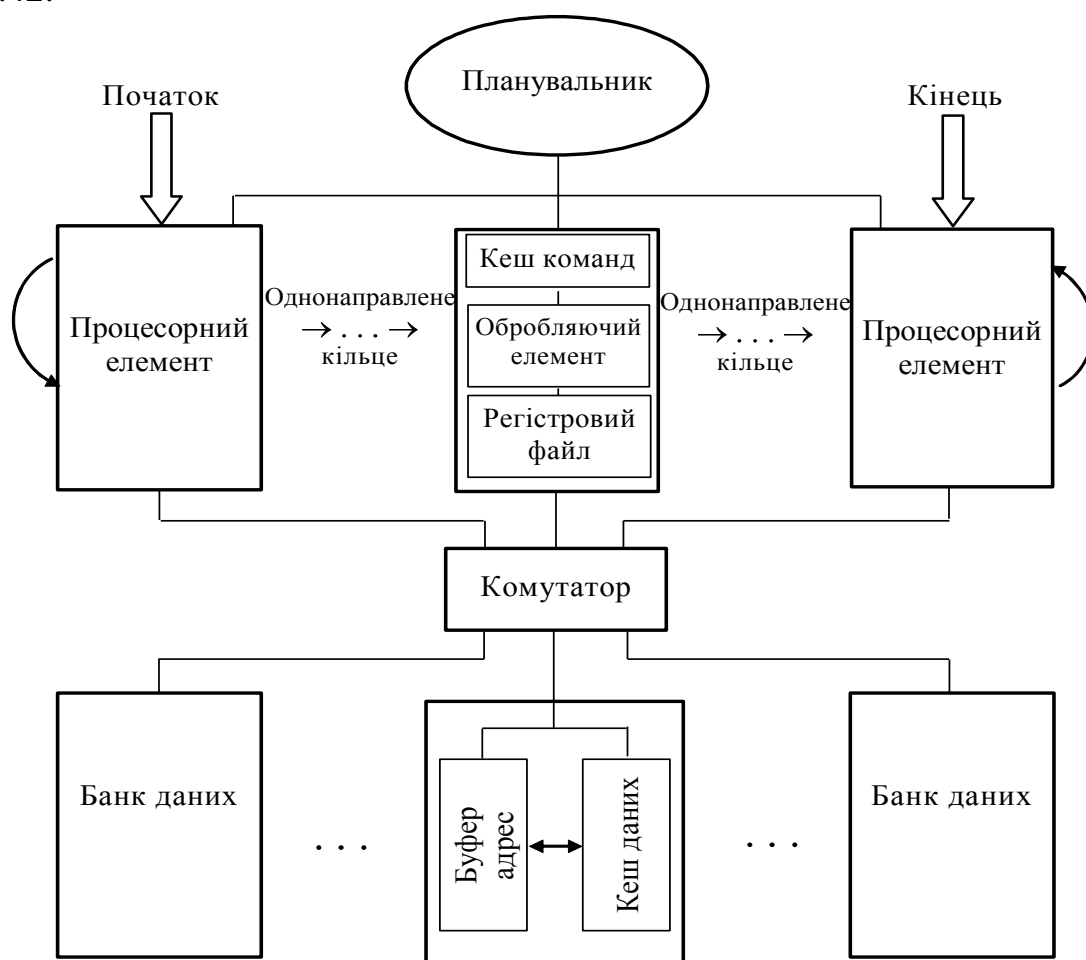 Планувальник
Початок
Кінець
Кеш команд
Однонаправлене
→ . . . →
кільце
Однонаправлене
→ . . . →
кільце
Процесорний
елемент
Обробляючий
елемент
Процесорний
елемент
Регістровий
файл
Комутатор
Банк даних
. . .
Буфер
адрес
Кеш даних
. . .
Банк даних